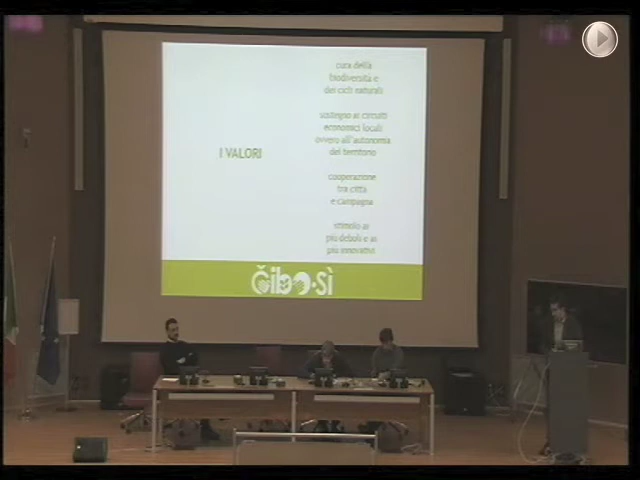 cura della
biodiversità e
dei cicli naturali
sostegno ai circuiti
economici locali
ovvero all'autonomia
del territorio
I VALORI
cooperazione
tra città
e campagna
stimolo ai
più deboli e ai
più innovativi
čibo·sì